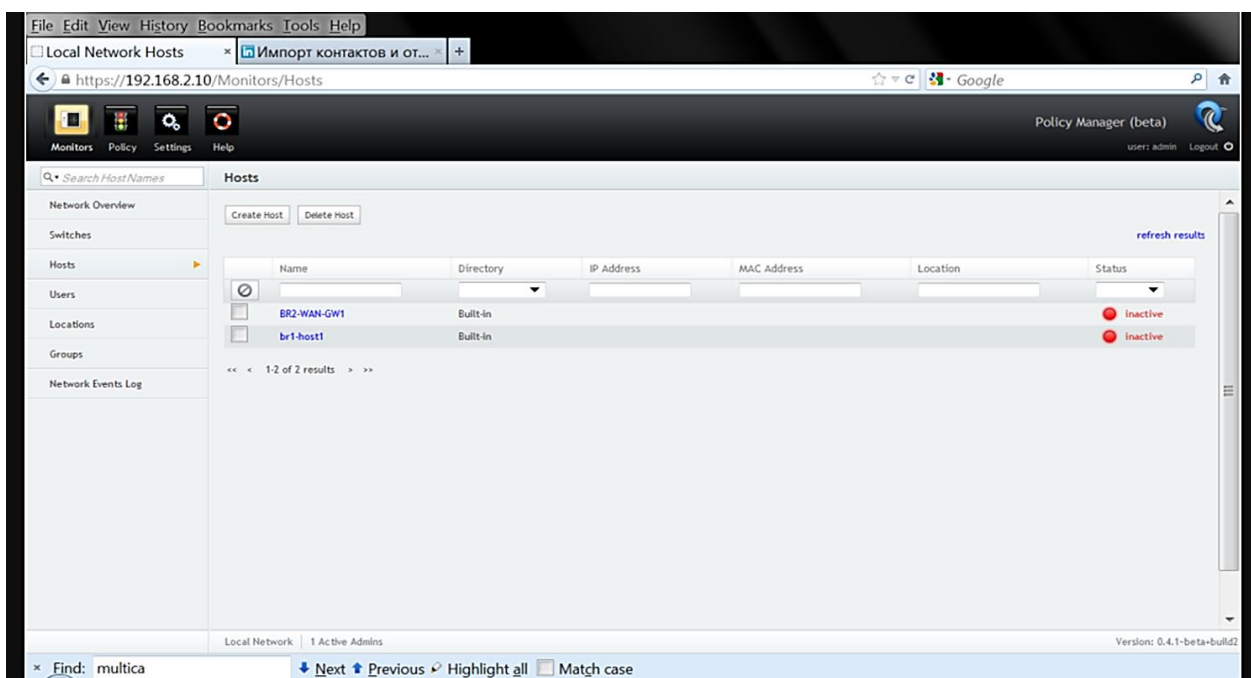 File Edit View History Bookmarks Tools Help
Local Network Hosts × Импорт контактов и от... × +
https://192.168.2.10/Monitors/Hosts Google
Policy Manager (beta)
Monitors Policy Settings Help user: admin Logout
Search Host Names Hosts
Network Overview
Create Host Delete Host
Switches refresh results
Hosts
Name Directory IP Address MAC Address Location Status
Users
BR2-WAN-GW1 Built-in inactive
Locations
br1-host1 Built-in inactive
Groups
<< < 1-2 of 2 results > >>
Network Events Log
Local Network 1 Active Admins Version: 0.4.1-beta+build2
× Find: multica Next Previous Highlight all Match case